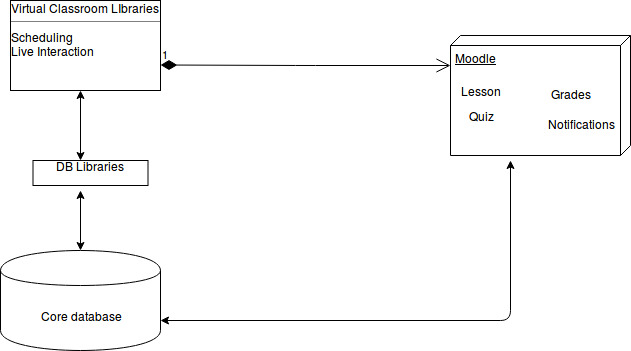 Virtual Classroom LIbraries
Scheduling
Live Interaction
1
Moodle
Lesson
Grades
Quiz
Notifications
DB Libraries
Core database